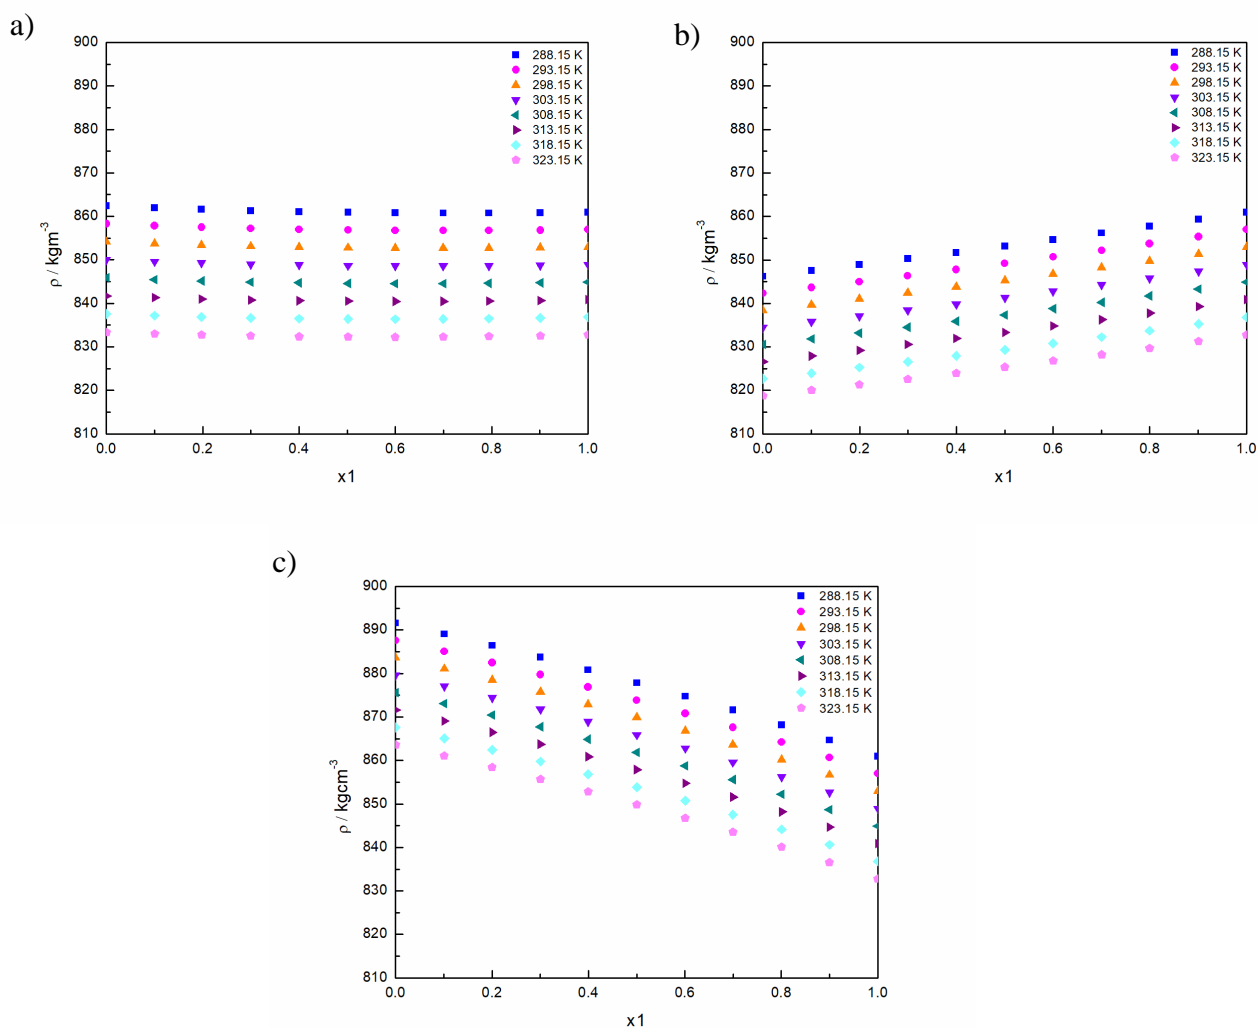 a)
ρ / kgm-3
900
890
880
870
860
850
840
830
820
810
0.0 0.2 0.4 0.6 0.8 1.0
x1
288.15 K
293.15 K
298.15 K
303.15 K
308.15 K
313.15 K
318.15 K
323.15 K
b)
ρ / kgm-3
900
890
880
870
860
850
840
830
820
810
0.0 0.2 0.4 0.6 0.8 1.0
x1
288.15 K
293.15 K
298.15 K
303.15 K
308.15 K
313.15 K
318.15 K
323.15 K
c)
ρ / kgcm-3
900
890
880
870
860
850
840
830
820
810
0.0 0.2 0.4 0.6 0.8 1.0
x1
288.15 K
293.15 K
298.15 K
303.15 K
308.15 K
313.15 K
318.15 K
323.15 K